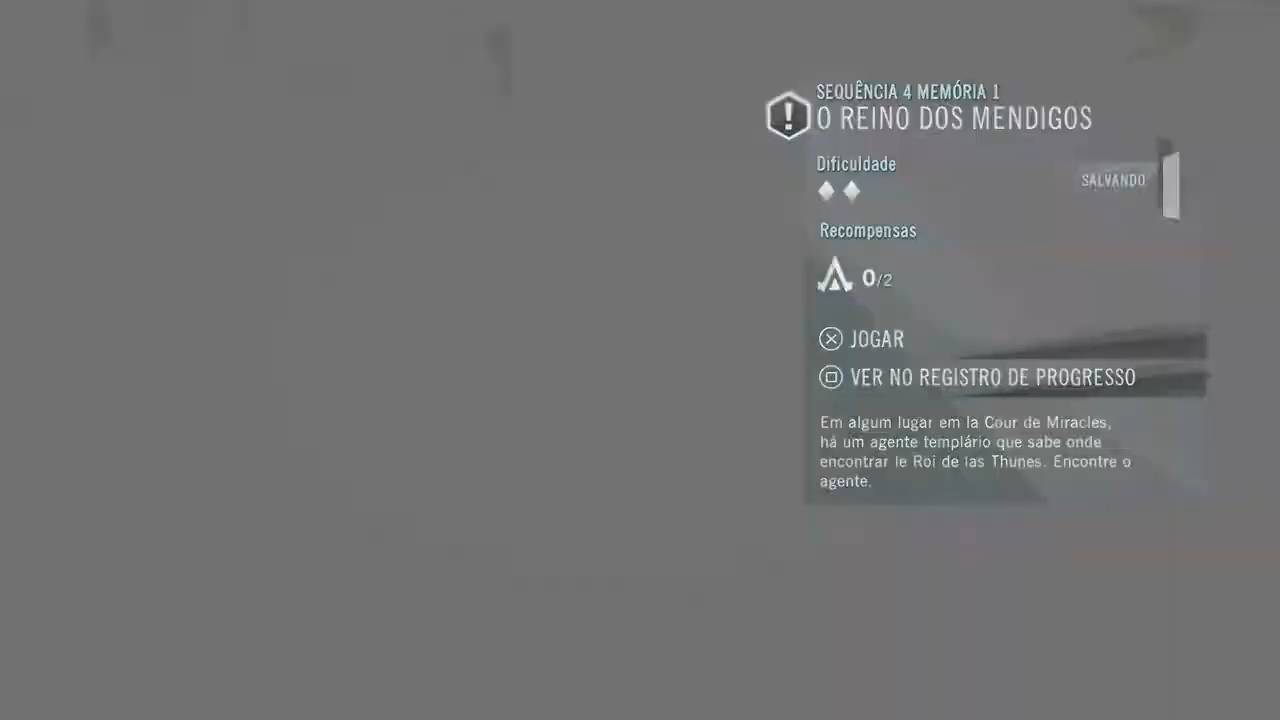 SEQUÊNCIA 4 MEMÓRIA 1
O REINO DOS MENDIGOS
Dificuldade
SALVANDO
Recompensas
0/2
JOGAR
VER NO REGISTRO DE PROGRESSO
Em algum lugar em la Cour de Miracles,
há um agente templário que sabe onde
encontrar le Roi de las Thunes. Encontre o
agente.